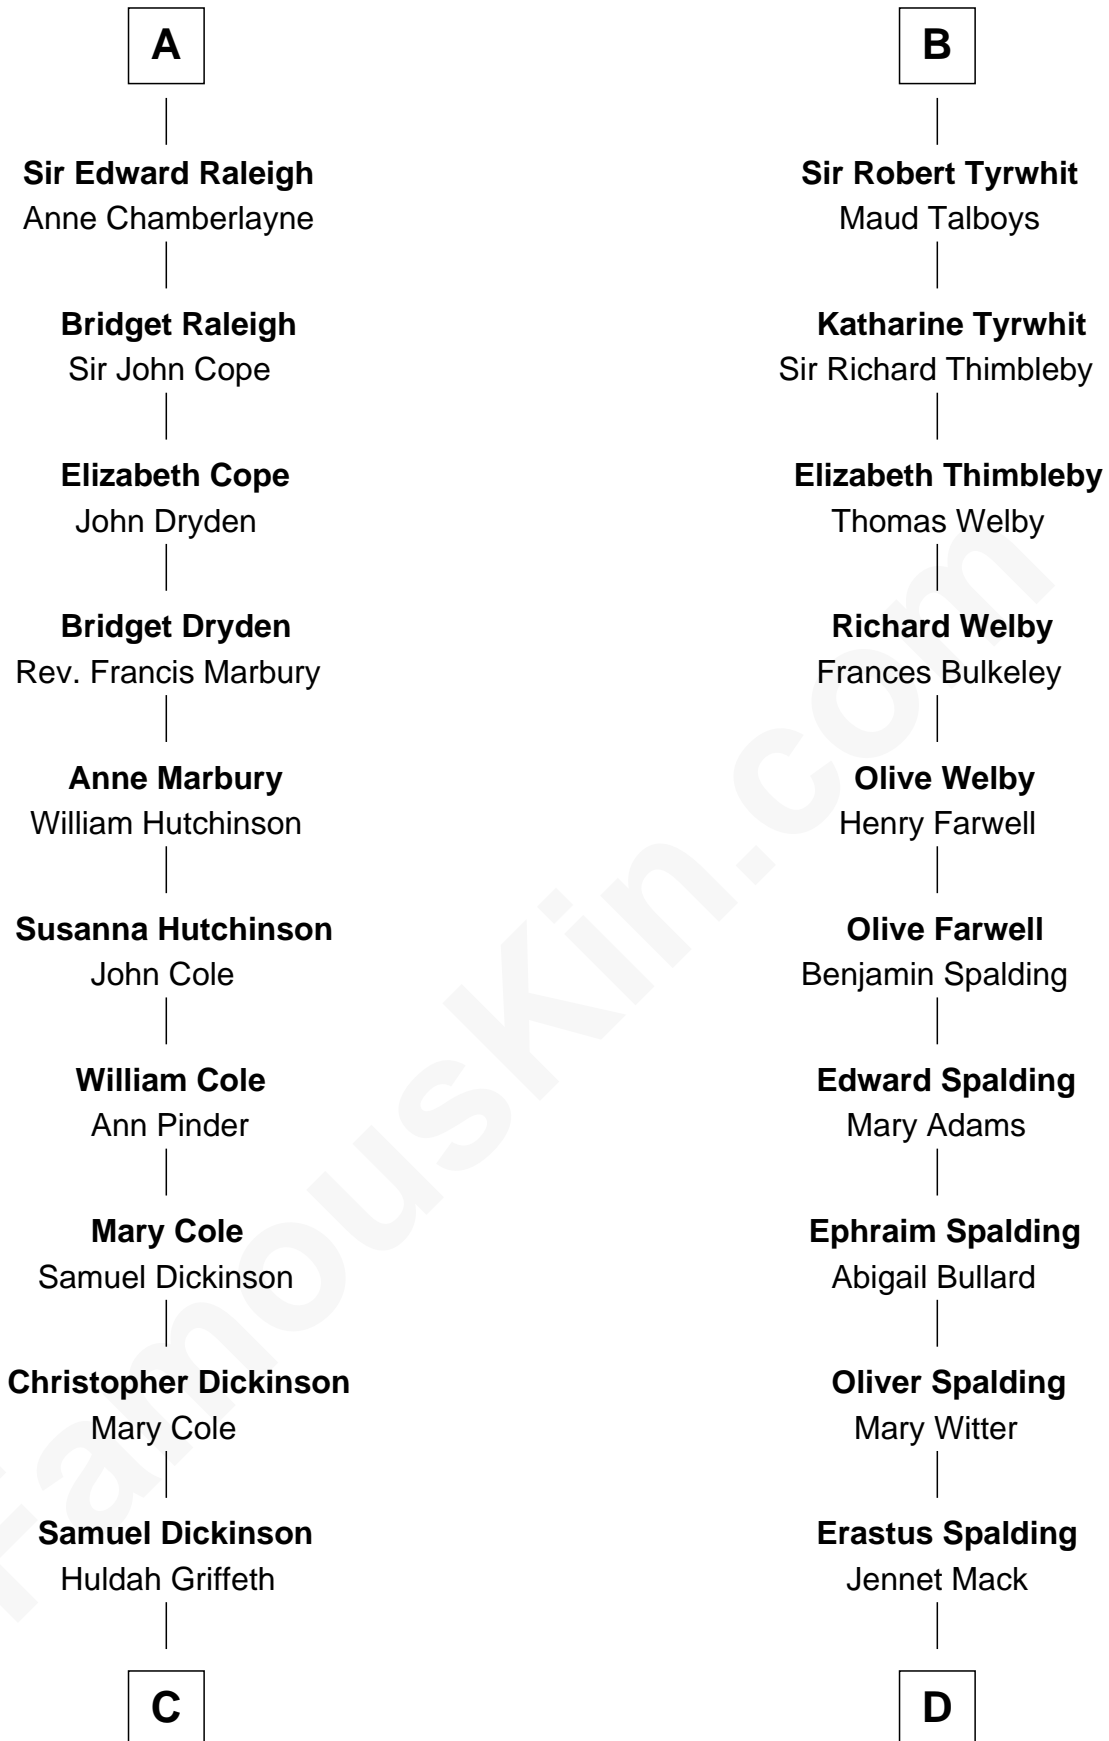 A
Sir Edward Raleigh
Anne Chamberlayne
Bridget Raleigh
Sir John Cope
Elizabeth Cope
John Dryden
Bridget Dryden
Rev. Francis Marbury
Anne Marbury
William Hutchinson
Susanna Hutchinson
John Cole
William Cole
Ann Pinder
Mary Cole
Samuel Dickinson
Christopher Dickinson
Mary Cole
Samuel Dickinson
Huldah Griffeth
C
B
Sir Robert Tyrwhit
Maud Talboys
Katharine Tyrwhit
Sir Richard Thimbleby
Elizabeth Thimbleby
Thomas Welby
Richard Welby
Frances Bulkeley
Olive Welby
Henry Farwell
Olive Farwell
Benjamin Spalding
Edward Spalding
Mary Adams
Ephraim Spalding
Abigail Bullard
Oliver Spalding
Mary Witter
Erastus Spalding
Jennet Mack
D
FamousKin.com